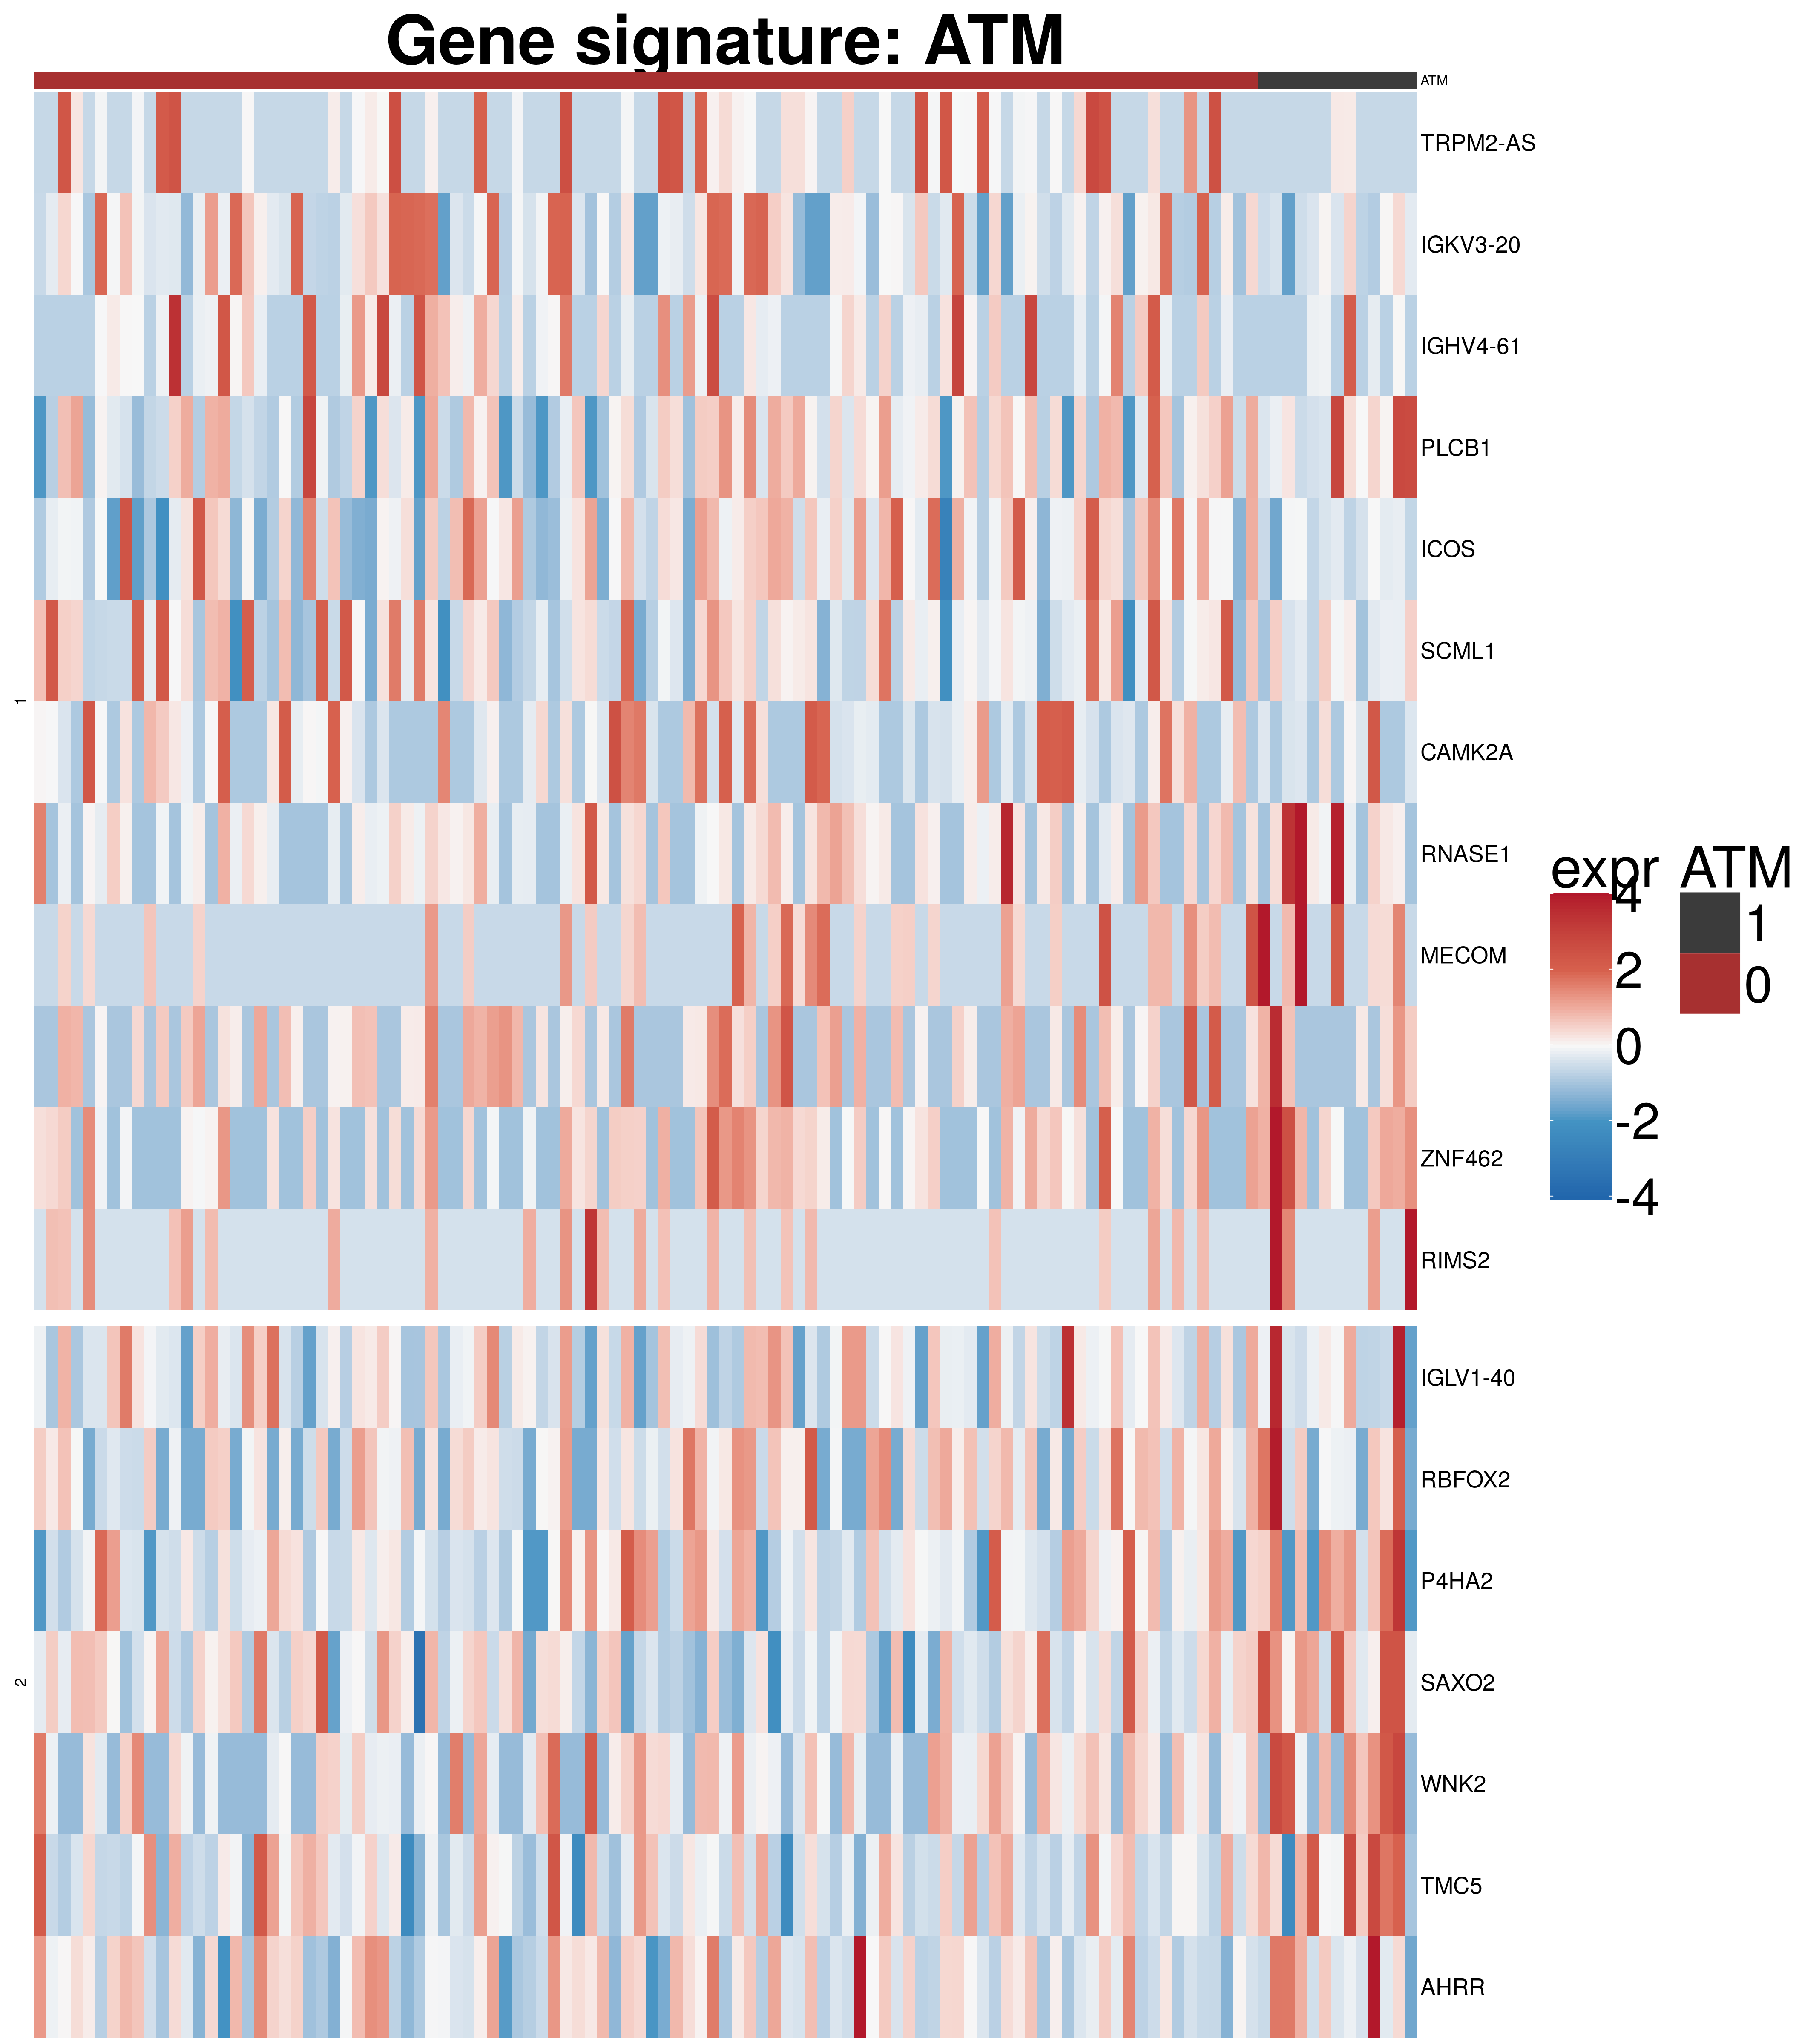 Gene signature: ATM
ATM
TRPM2-AS
IGKV3-20
IGHV4-61
PLCB1
ICOS
SCML1
1
CAMK2A
RNASE1
MECOM
ZNF462
RIMS2
IGLV1-40
RBFOX2
P4HA2
2
SAXO2
WNK2
TMC5
AHRR
expr
4
2
0
-2
-4
ATM
1
0